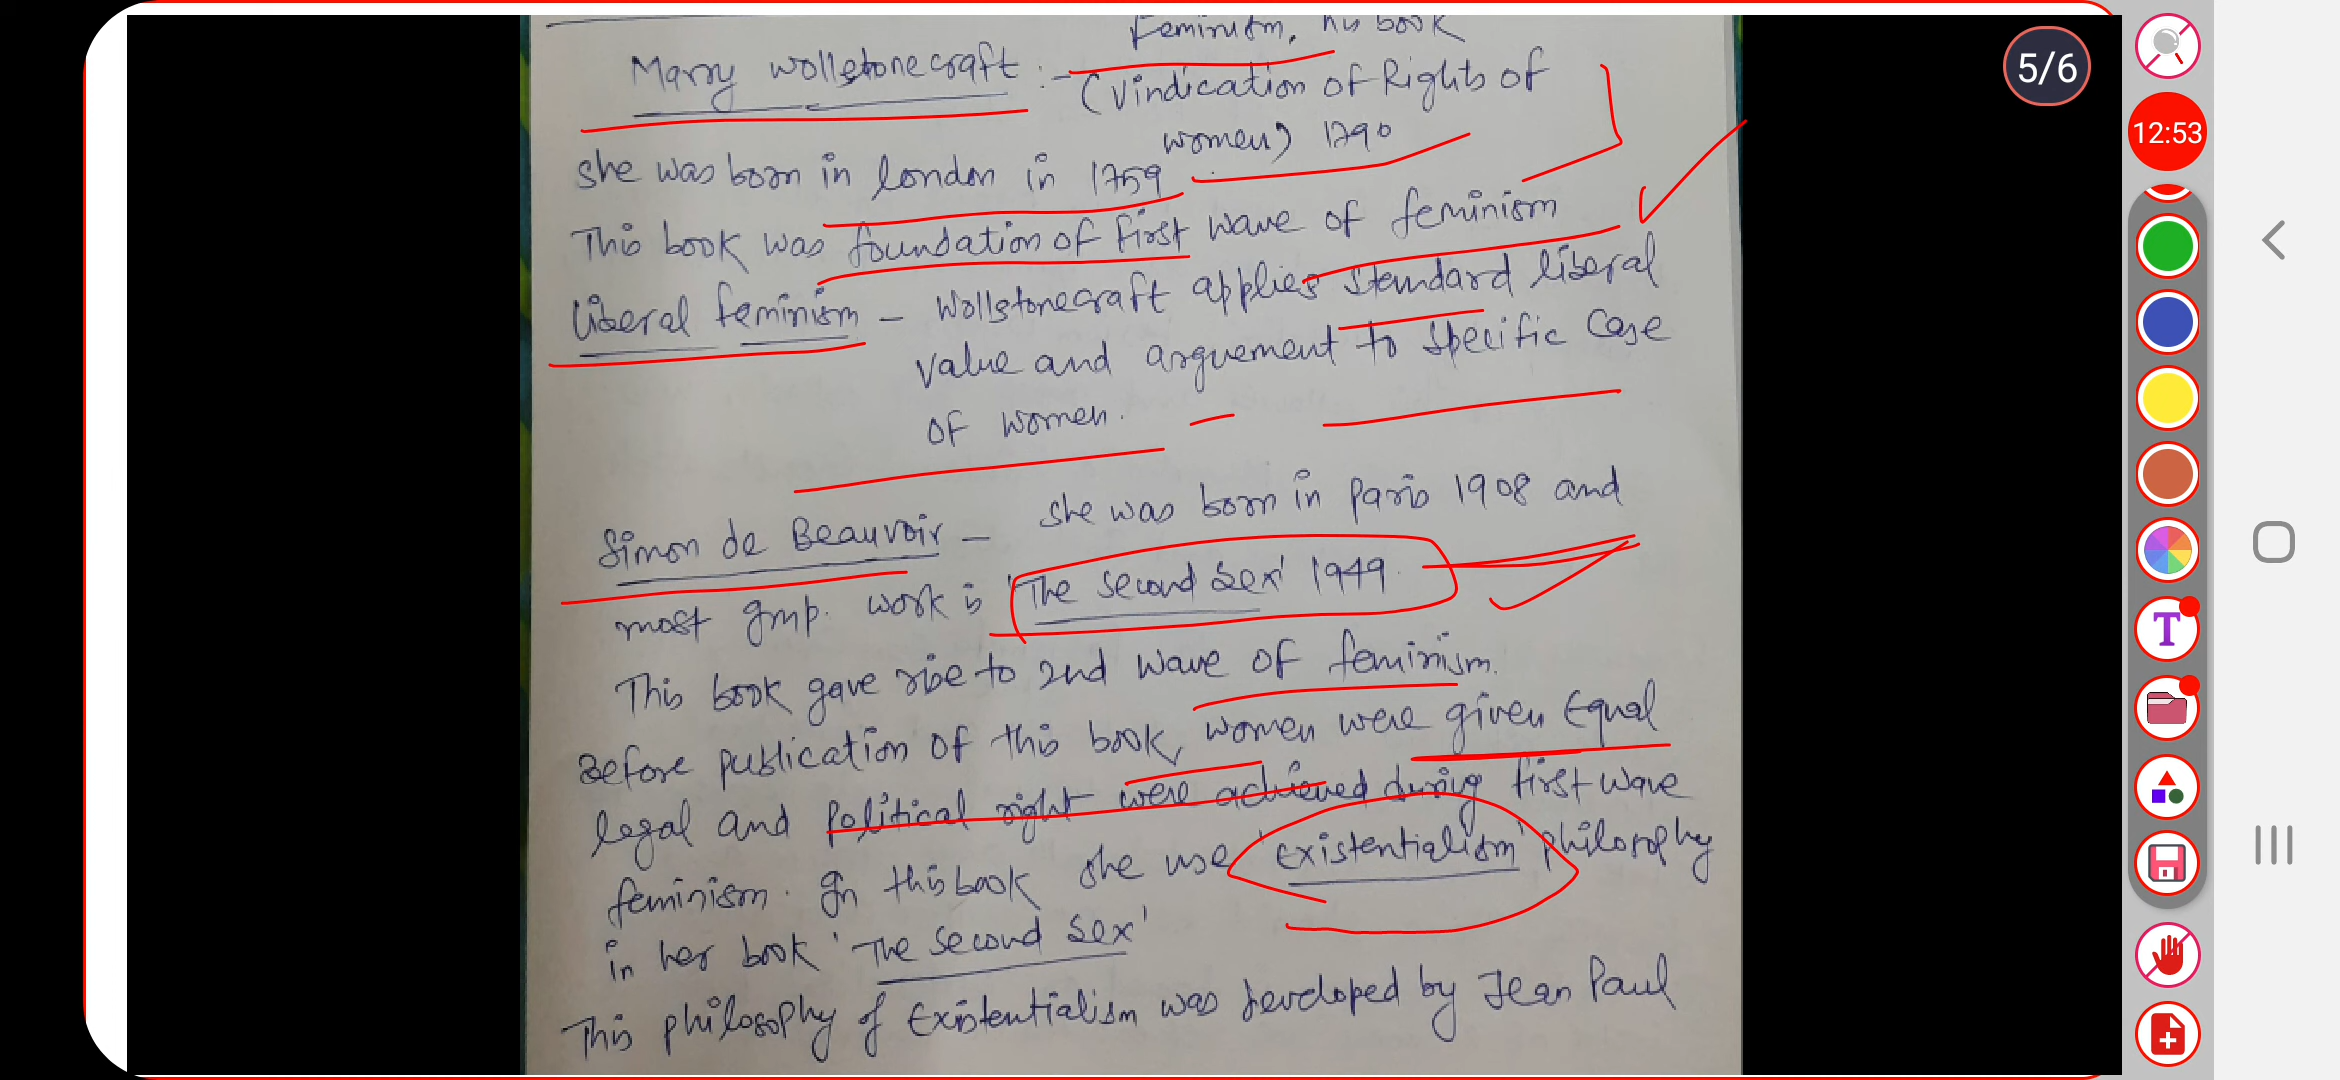 Feminism, his book
Marry wollstonecraft :- (Vindication of Rights of
women) 1790
She was born in London in 1759
This book was foundation of First wave of feminism
Liberal feminism - Wollstonecraft applies standard liberal
value and arguement to specific Case
of women.
Simon de Beauvoir - She was born in Paris 1908 and
most Imp. work is 'The Second Sex' 1949.
This book gave rise to 2nd wave of feminism.
Before publication of this book, women were given Equal
legal and political right were achieved during first wave
feminism. In this book she use 'Existentialism' philosophy
in her book 'The Second Sex'
This philosophy of Existentialism was developed by Jean Paul
5/6
12:53
T